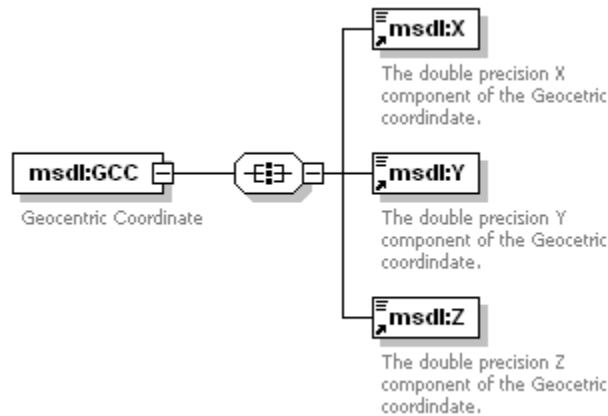 msdl:X
The double precision X
component of the Geocetric
coordindate.
msdl:GCC
Geocentric Coordinate
msdl:Y
The double precision Y
component of the Geocetric
coordindate.
msdl:Z
The double precision Z
component of the Geocetric
coordindate.